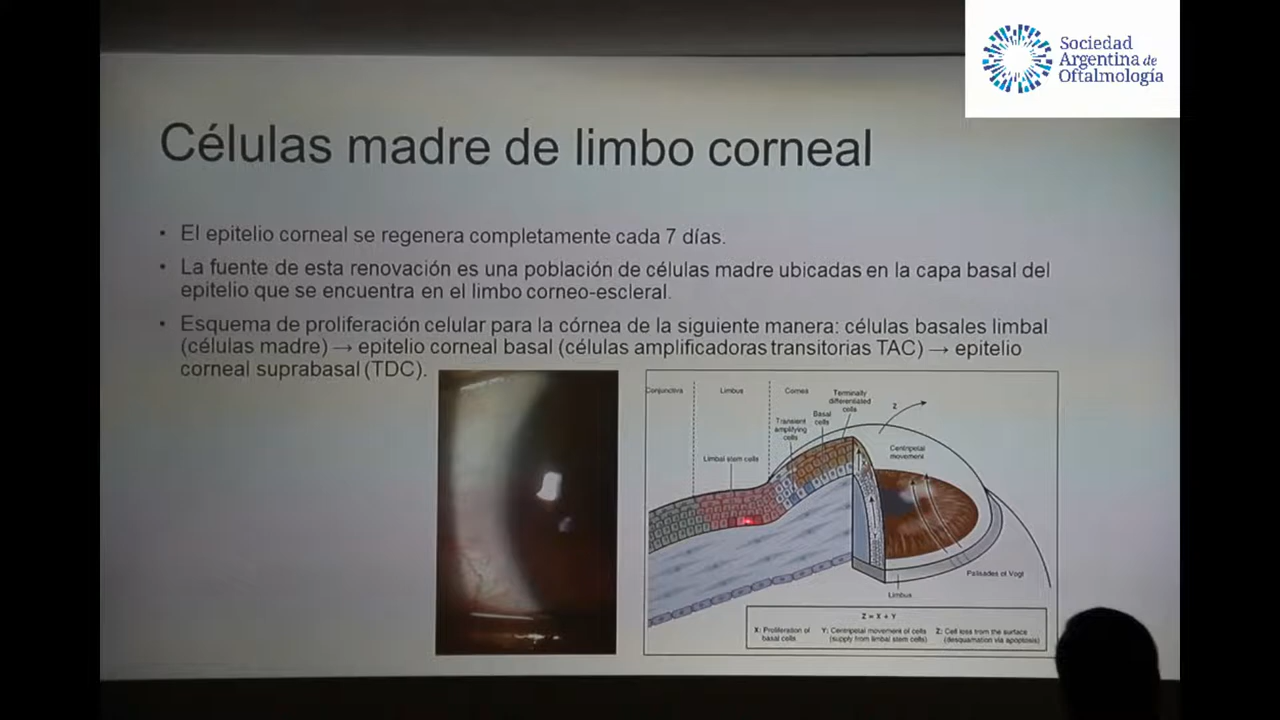 Sociedad
Argentina de
Oftalmología
Células madre de limbo corneal
• El epitelio corneal se regenera completamente cada 7 días.
• La fuente de esta renovación es una población de células madre ubicadas en la capa basal del
epitelio que se encuentra en el limbo corneo-escleral.
• Esquema de proliferación celular para la córnea de la siguiente manera: células basales limbal
(células madre) → epitelio corneal basal (células amplificadoras transitorias TAC) → epitelio
corneal suprabasal (TDC).
Conjunctiva
Limbus
Cornea
Terminally
differentiated
cells
Basal
cells
Transient
amplifying
cells
Limbal stem cells
Z
Centripetal
movement
Y
Palisades of Vogt
Limbus
Z = X + Y
X: Proliferation of
basal cells
Y: Centripetal movement of cells
(supply from limbal stem cells)
Z: Cell loss from the surface
(desquamation via apoptosis)